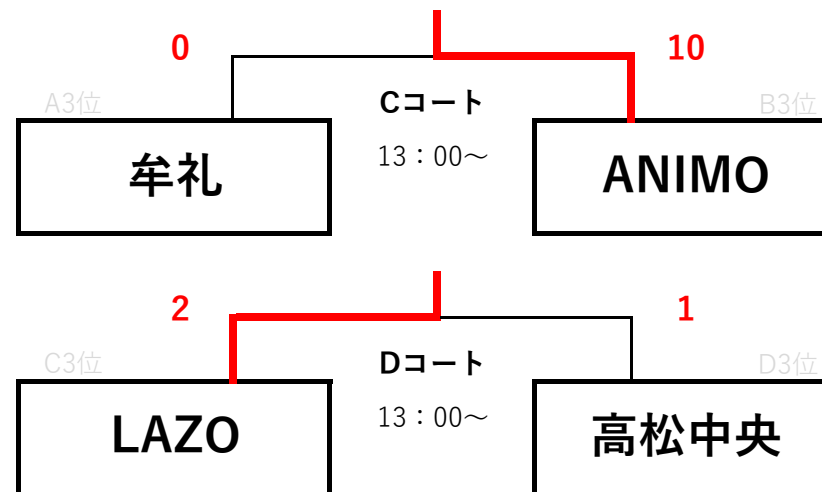 0
10
A3位
Cコート
B3位
13：00～
牟礼
ANIMO
2
1
C3位
Dコート
D3位
13：00～
LAZO
高松中央